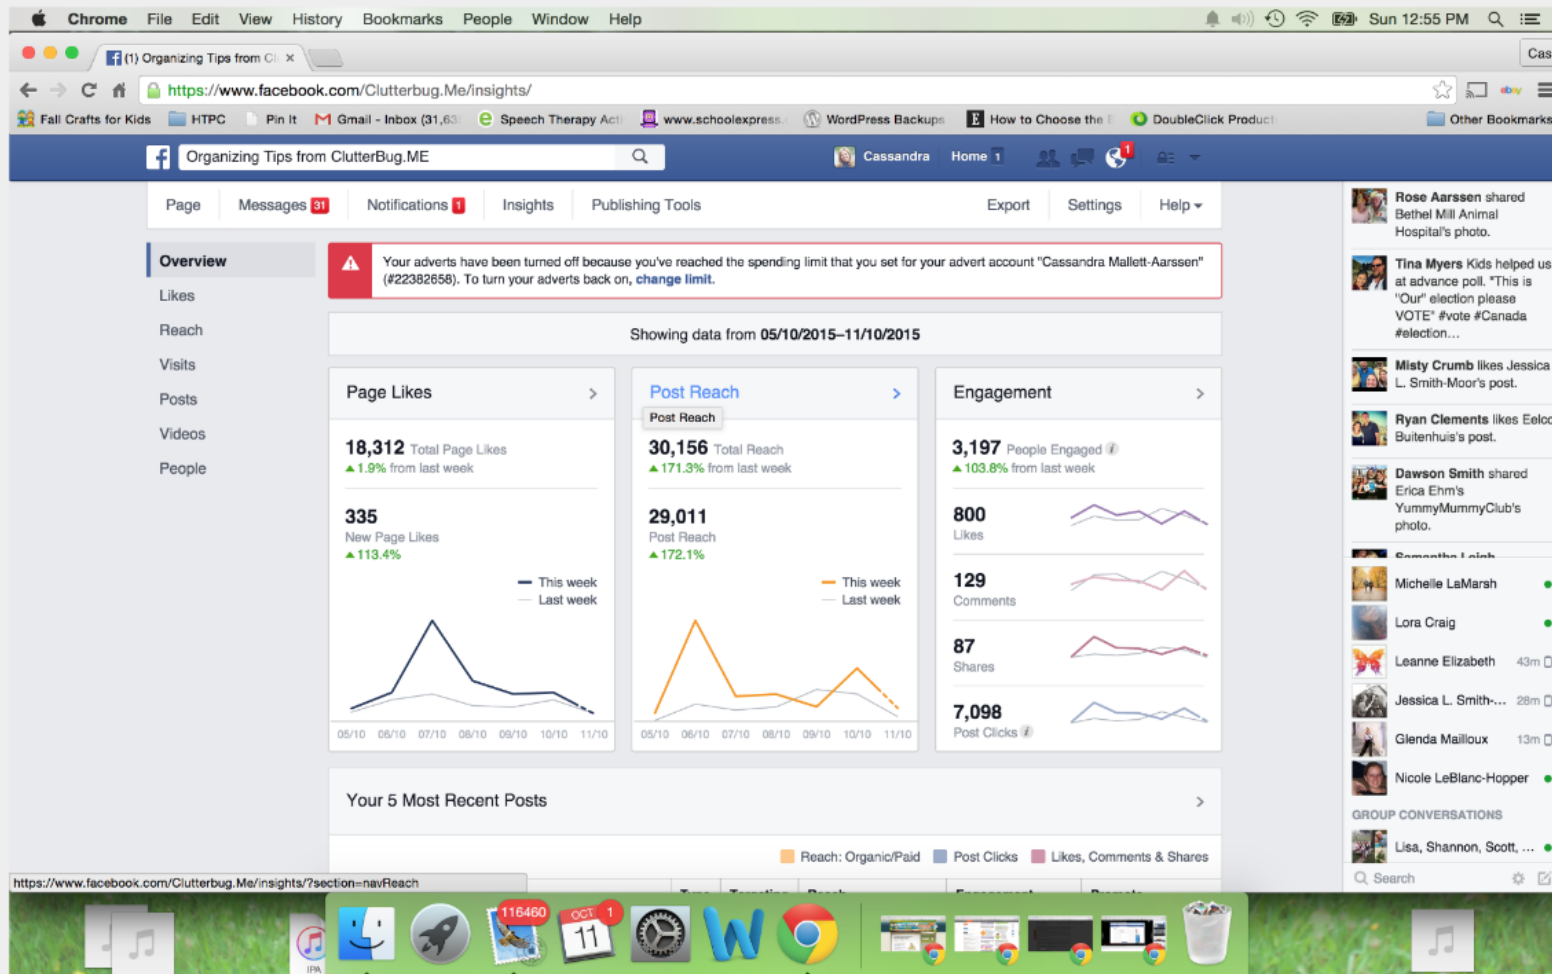 Chrome File Edit View History Bookmarks People Window Help
Sun 12:55 PM
(1) Organizing Tips from Cl
Cas
https://www.facebook.com/Clutterbug.Me/insights/
ebay
Fall Crafts for Kids HTPC Pin It Gmail - Inbox (31,63 Speech Therapy Acti www.schoolexpress. WordPress Backups How to Choose the DoubleClick Product Other Bookmarks
Organizing Tips from ClutterBug.ME
Cassandra Home 1
1
Page Messages 31 Notifications 1 Insights Publishing Tools Export Settings Help
Overview
Likes
Reach
Visits
Posts
Videos
People
Your adverts have been turned off because you've reached the spending limit that you set for your advert account "Cassandra Mallett-Aarssen"
(#22382658). To turn your adverts back on, change limit.
Showing data from 05/10/2015–11/10/2015
Page Likes
18,312 Total Page Likes
1.9% from last week
335
New Page Likes
113.4%
This week
Last week
05/10 06/10 07/10 08/10 09/10 10/10 11/10
Post Reach
Post Reach
30,156 Total Reach
171.3% from last week
29,011
Post Reach
172.1%
This week
Last week
05/10 06/10 07/10 08/10 09/10 10/10 11/10
Engagement
3,197 People Engaged i
103.8% from last week
800
Likes
129
Comments
87
Shares
7,098
Post Clicks i
Your 5 Most Recent Posts
Reach: Organic/Paid Post Clicks Likes, Comments & Shares
Type Targeting Reach Engagement Promote
Rose Aarssen shared
Bethel Mill Animal
Hospital's photo.
Tina Myers Kids helped us
at advance poll. "This is
"Our" election please
VOTE" #vote #Canada
#election...
Misty Crumb likes Jessica
L. Smith-Moor's post.
Ryan Clements likes Eelco
Buitenhuis's post.
Dawson Smith shared
Erica Ehm's
YummyMummyClub's
photo.
Samantha Leigh
Michelle LaMarsh
Lora Craig
Leanne Elizabeth 43m
Jessica L. Smith-... 28m
Glenda Mailloux 13m
Nicole LeBlanc-Hopper
GROUP CONVERSATIONS
Lisa, Shannon, Scott, ...
Search
https://www.facebook.com/Clutterbug.Me/insights/?section=navReach
116460
OCT 1
11
IPA